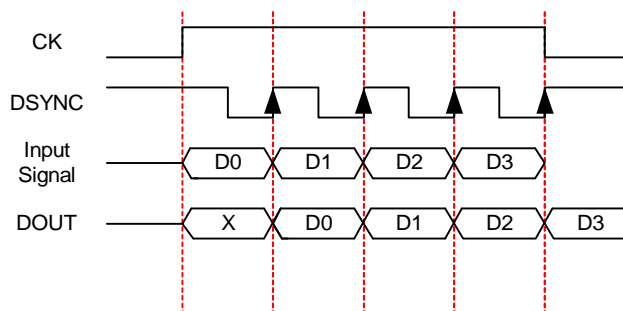 CK
DSYNC
Input
Signal
D0 D1 D2 D3
DOUT
X D0 D1 D2 D3